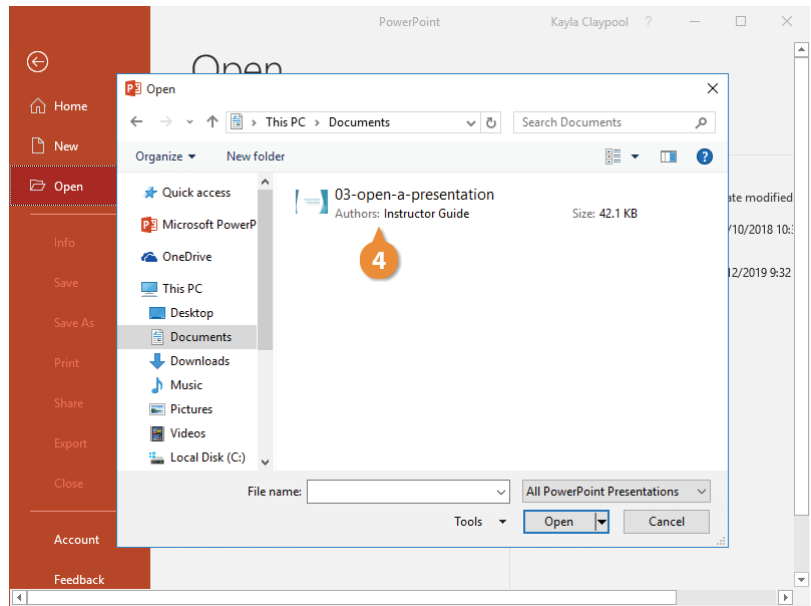 PowerPoint Kayla Claypool ?
Open
Home
New
Open
Info
Save
Save As
Print
Share
Export
Close
Account
Feedback
ate modified
/10/2018 10:
12/2019 9:32
Open
This PC > Documents
Search Documents
Organize New folder
?
Quick access
Microsoft PowerP
OneDrive
This PC
Desktop
Documents
Downloads
Music
Pictures
Videos
Local Disk (C:)
03-open-a-presentation
Authors: Instructor Guide Size: 42.1 KB
4
File name: All PowerPoint Presentations
Tools Open Cancel